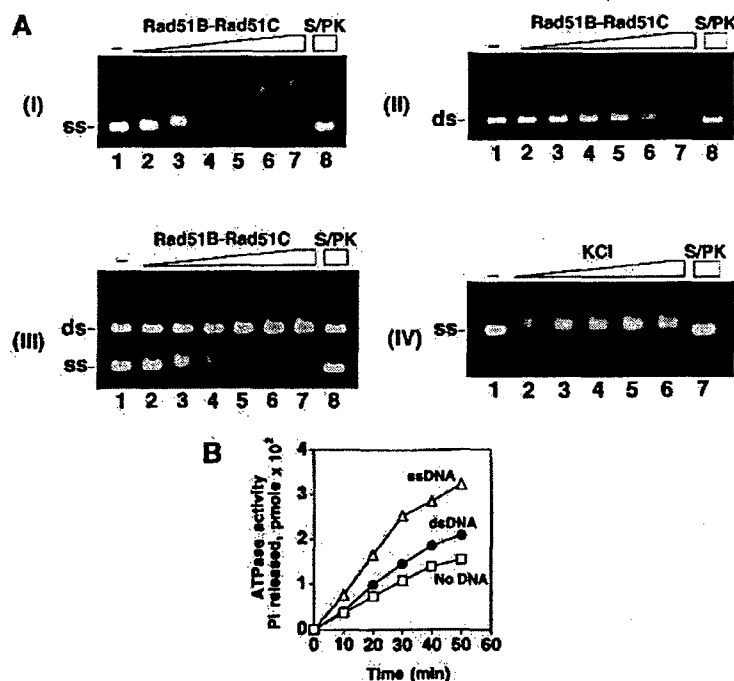 A
Rad51B-Rad51C S/PK
–
(I)
ss-
1 2 3 4 5 6 7 8
Rad51B-Rad51C S/PK
–
(II)
ds-
1 2 3 4 5 6 7 8
Rad51B-Rad51C S/PK
–
(III)
ds-
ss-
1 2 3 4 5 6 7 8
KCl S/PK
–
(IV)
ss-
1 2 3 4 5 6 7
B
ATPase activity
Pi released, pmole x 10²
4
3
2
1
0
ssDNA
dsDNA
No DNA
0 10 20 30 40 50 60
Time (min)